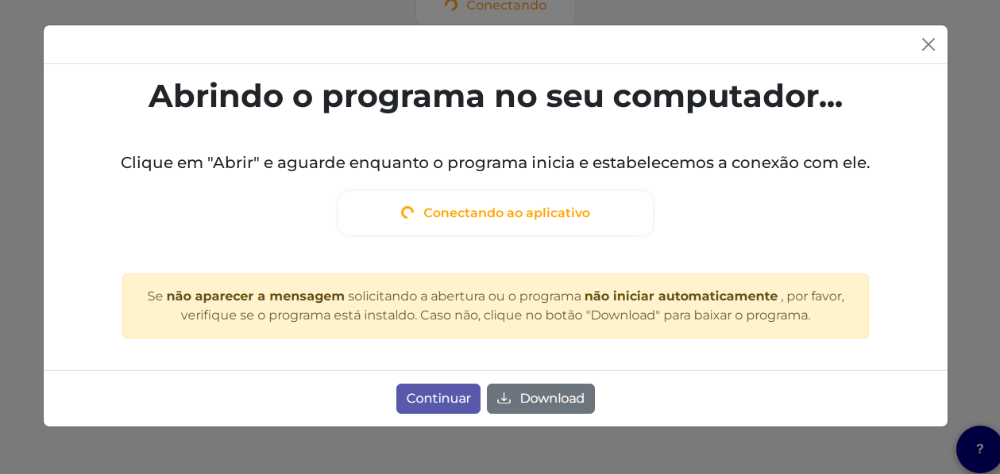 Conectando
Abrindo o programa no seu computador...
Clique em "Abrir" e aguarde enquanto o programa inicia e estabelecemos a conexão com ele.
Conectando ao aplicativo
Se não aparecer a mensagem solicitando a abertura ou o programa não iniciar automaticamente , por favor,
verifique se o programa está instaldo. Caso não, clique no botão "Download" para baixar o programa.
Continuar
Download
?